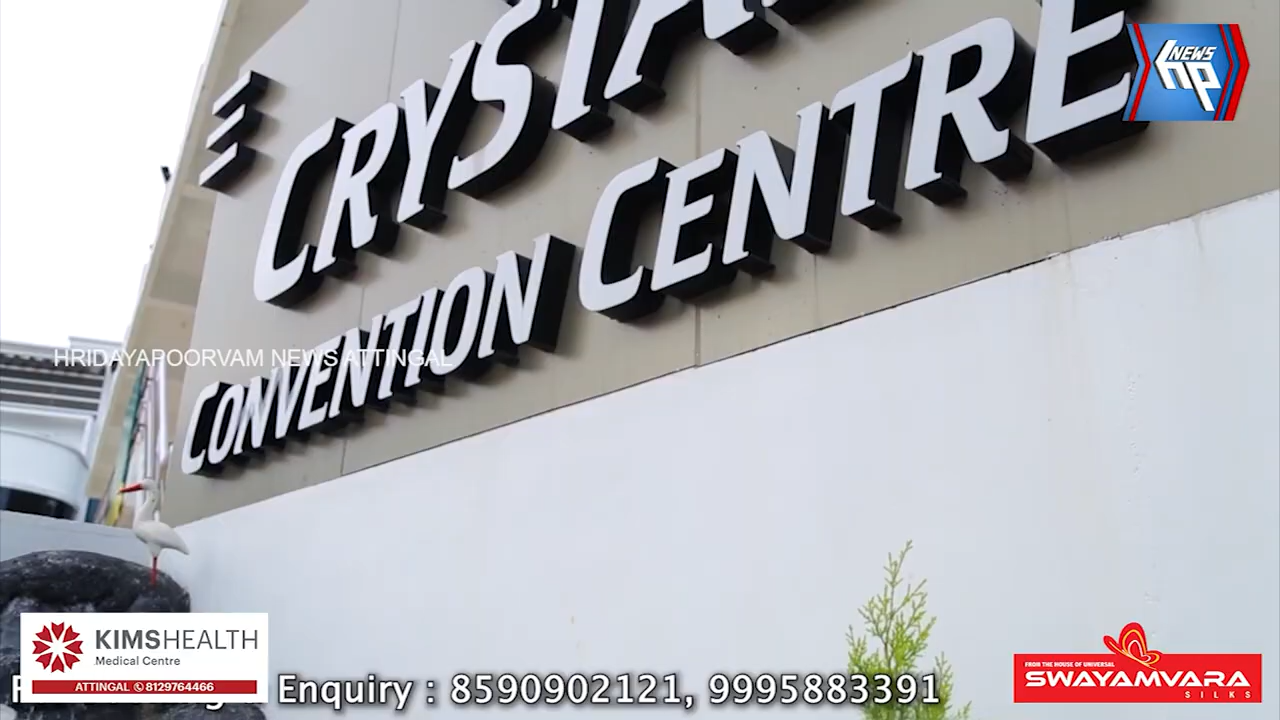 CRYSTA
CONVENTION CENTRE
NEWS
HRIDAYAPOORVAM NEWS ATTINGAL
KIMSHEALTH
Medical Centre
ATTINGAL 8129764466
Enquiry : 8590902121, 9995883391
FROM THE HOUSE OF UNIVERSAL
SWAYAMVARA
SILKS